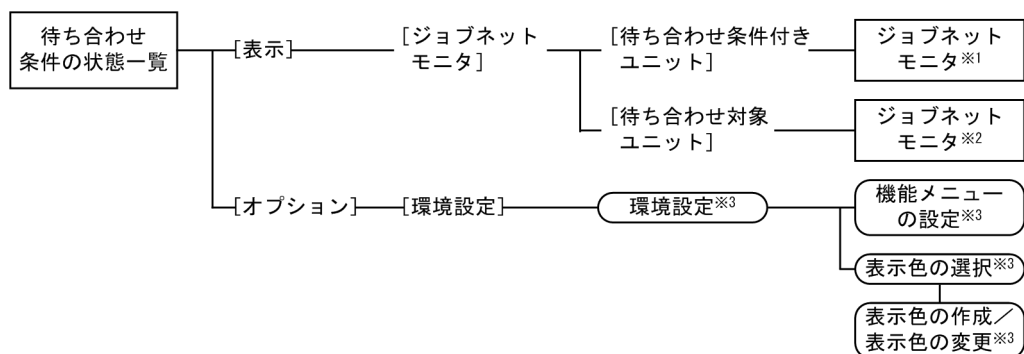 待ち合わせ
条件の状態一覧
[表示]
[ジョブネット
モニタ]
[待ち合わせ条件付き
ユニット]
ジョブネット
モニタ※1
[待ち合わせ対象
ユニット]
ジョブネット
モニタ※2
[オプション]
[環境設定]
環境設定※3
機能メニュー
の設定※3
表示色の選択※3
表示色の作成／
表示色の変更※3